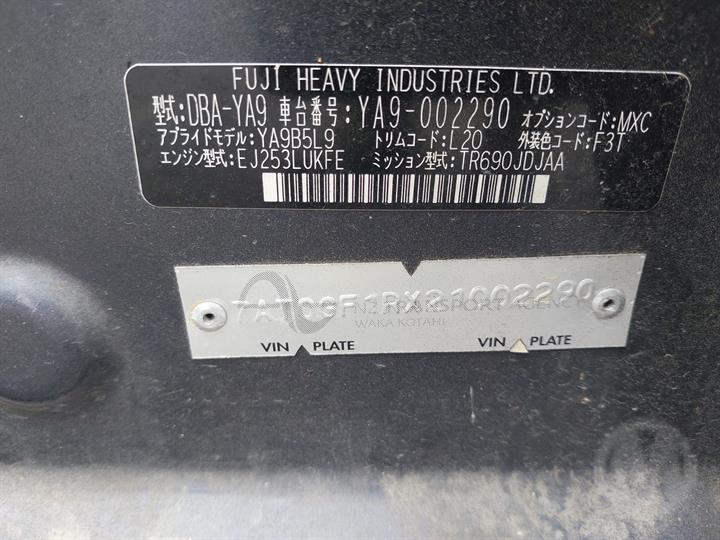 FUJI HEAVY INDUSTRIES LTD.
型式:DBA-YA9 車台番号:YA9-002290 オプションコード:MXC
アプライドモデル:YA9B5L9 トリムコード:L20 外装色コード:F3T
エンジン型式:EJ253LUKFE ミッション型式:TR690JDJAA
NZ TRANSPORT AGENCY
WAKA KOTAHI
VIN PLATE VIN PLATE